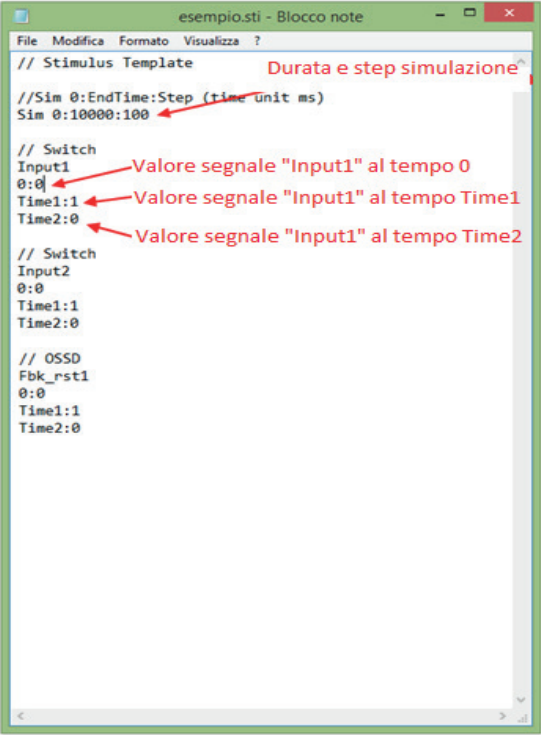 esempio.sti - Blocco note
File Modifica Formato Visualizza ?
// Stimulus Template
Durata e step simulazione
//Sim 0:EndTime:Step (time unit ms)
Sim 0:10000:100
// Switch
Input1
Valore segnale "Input1" al tempo 0
0:0
Valore segnale "Input1" al tempo Time1
Time1:1
Time2:0
Valore segnale "Input1" al tempo Time2
// Switch
Input2
0:0
Time1:1
Time2:0
// OSSD
Fbk_rst1
0:0
Time1:1
Time2:0